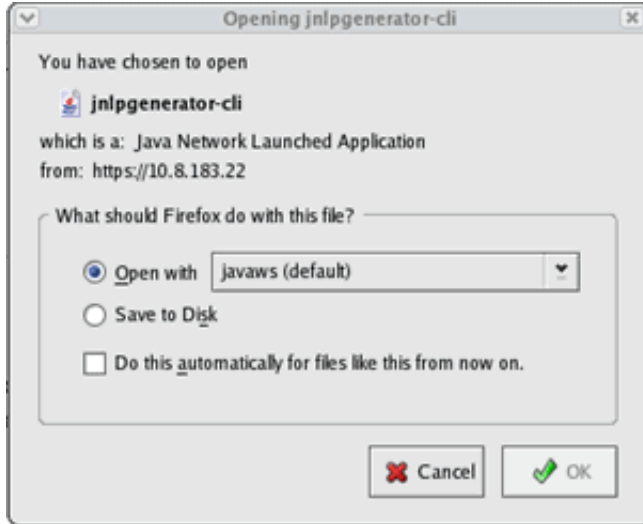 Opening jnlpgenerator-cli
You have chosen to open
jnlpgenerator-cli
which is a: Java Network Launched Application
from: https://10.8.183.22
What should Firefox do with this file?
Open with javaws (default)
Save to Disk
Do this automatically for files like this from now on.
Cancel OK